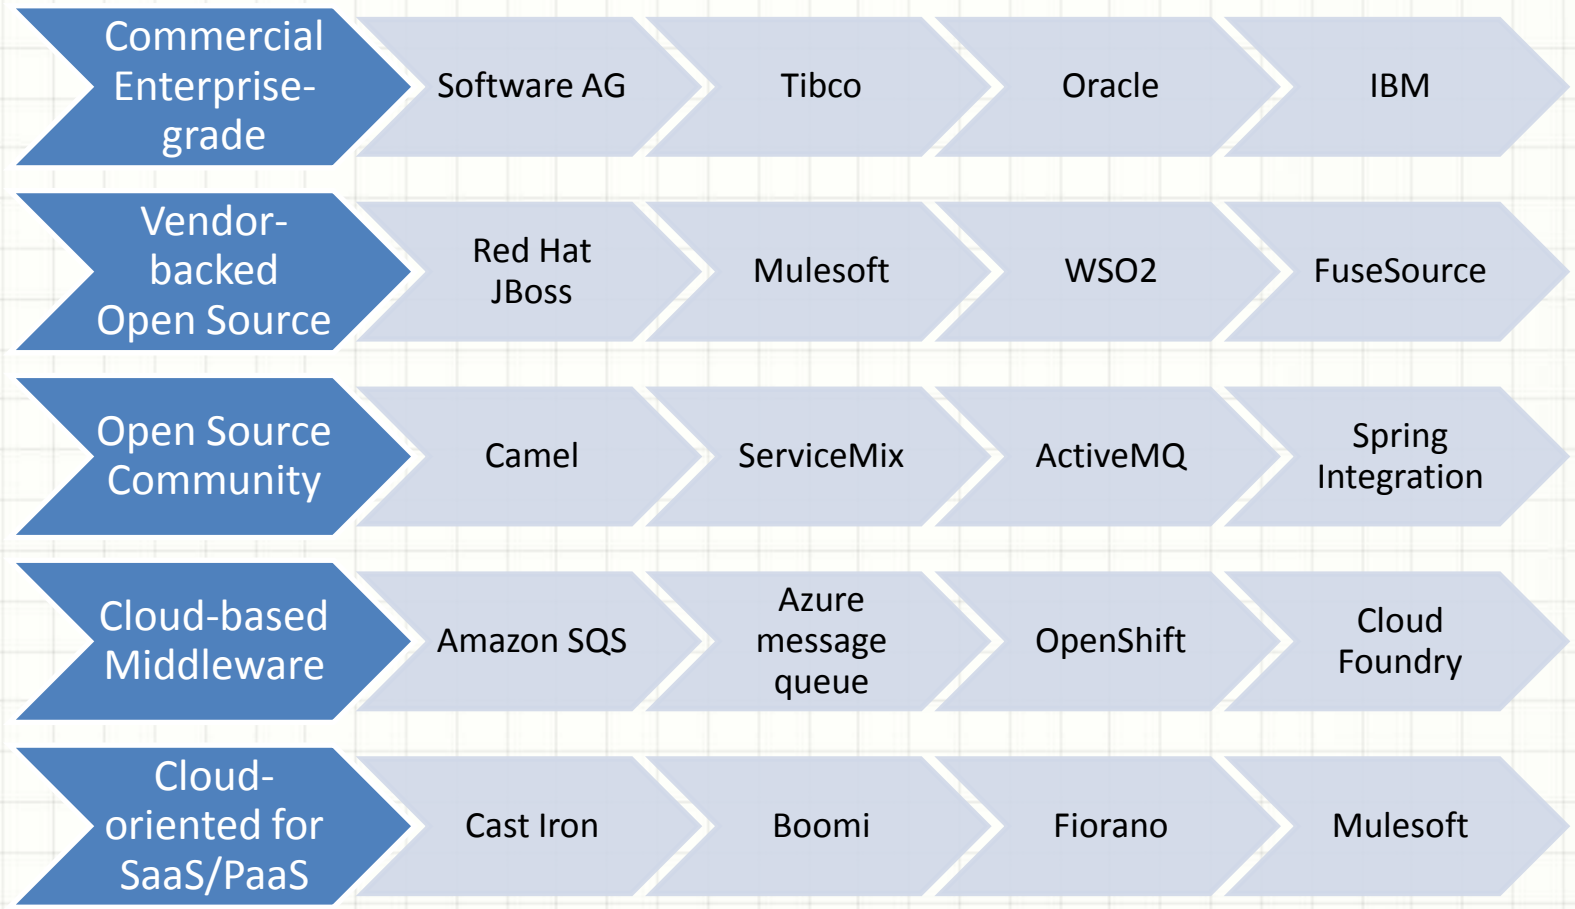 Commercial
Enterprise-
grade
Software AG
Tibco
Oracle
IBM
Vendor-
backed
Open Source
Red Hat
JBoss
Mulesoft
WSO2
FuseSource
Open Source
Community
Camel
ServiceMix
ActiveMQ
Spring
Integration
Cloud-based
Middleware
Amazon SQS
Azure
message
queue
OpenShift
Cloud
Foundry
Cloud-
oriented for
SaaS/PaaS
Cast Iron
Boomi
Fiorano
Mulesoft